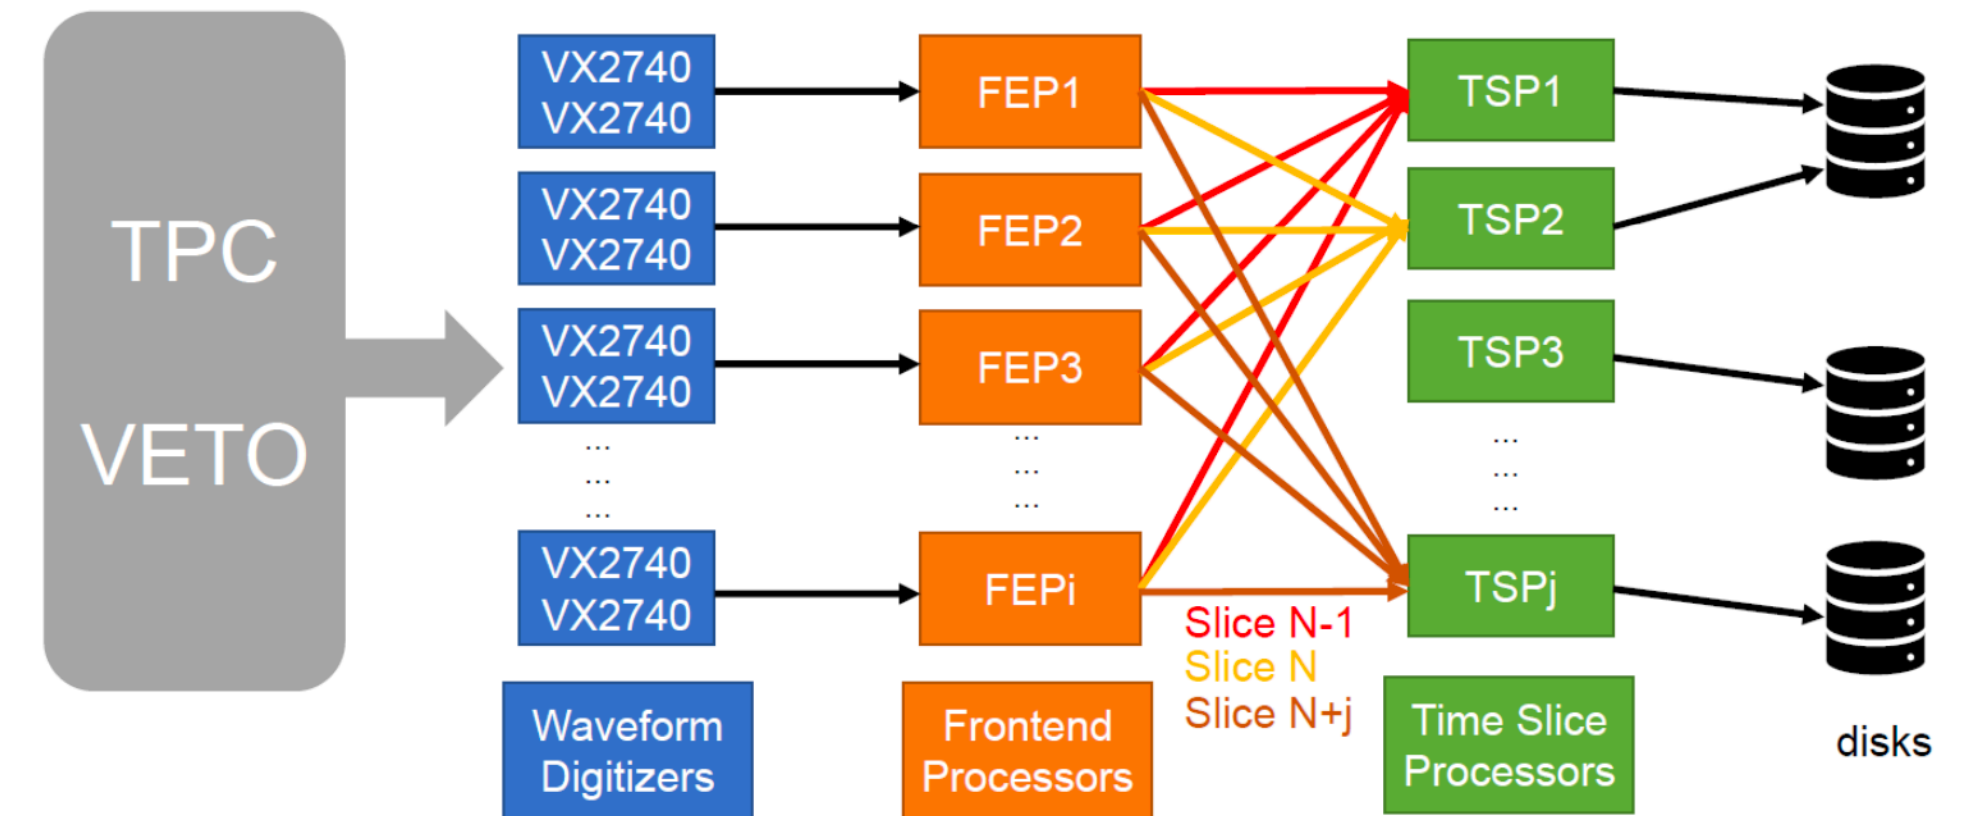 TPC
VETO
VX2740
VX2740
VX2740
VX2740
VX2740
VX2740
...
...
...
VX2740
VX2740
Waveform
Digitizers
FEP1
FEP2
FEP3
...
...
...
FEPi
Frontend
Processors
Slice N-1
Slice N
Slice N+j
TSP1
TSP2
TSP3
...
...
...
TSPj
Time Slice
Processors
disks